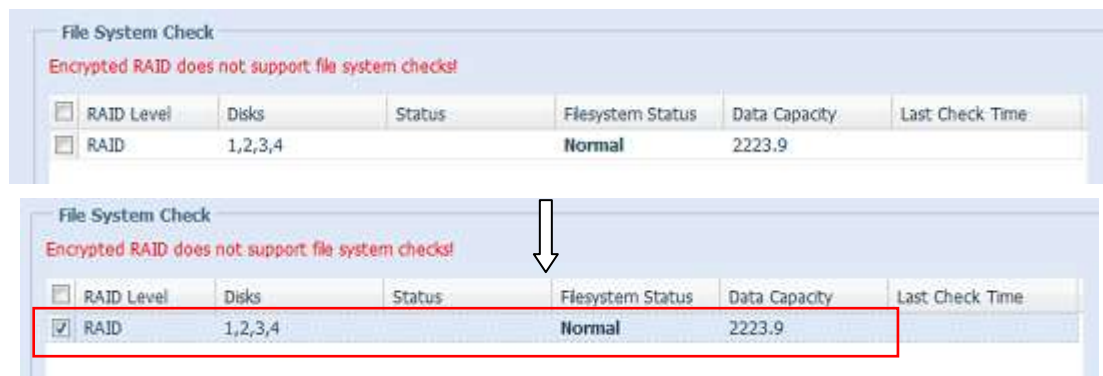 File System Check
Encrypted RAID does not support file system checks!
RAID Level Disks Status Filesystem Status Data Capacity Last Check Time
RAID 1,2,3,4 Normal 2223.9
File System Check
Encrypted RAID does not support file system checks!
RAID Level Disks Status Filesystem Status Data Capacity Last Check Time
RAID 1,2,3,4 Normal 2223.9